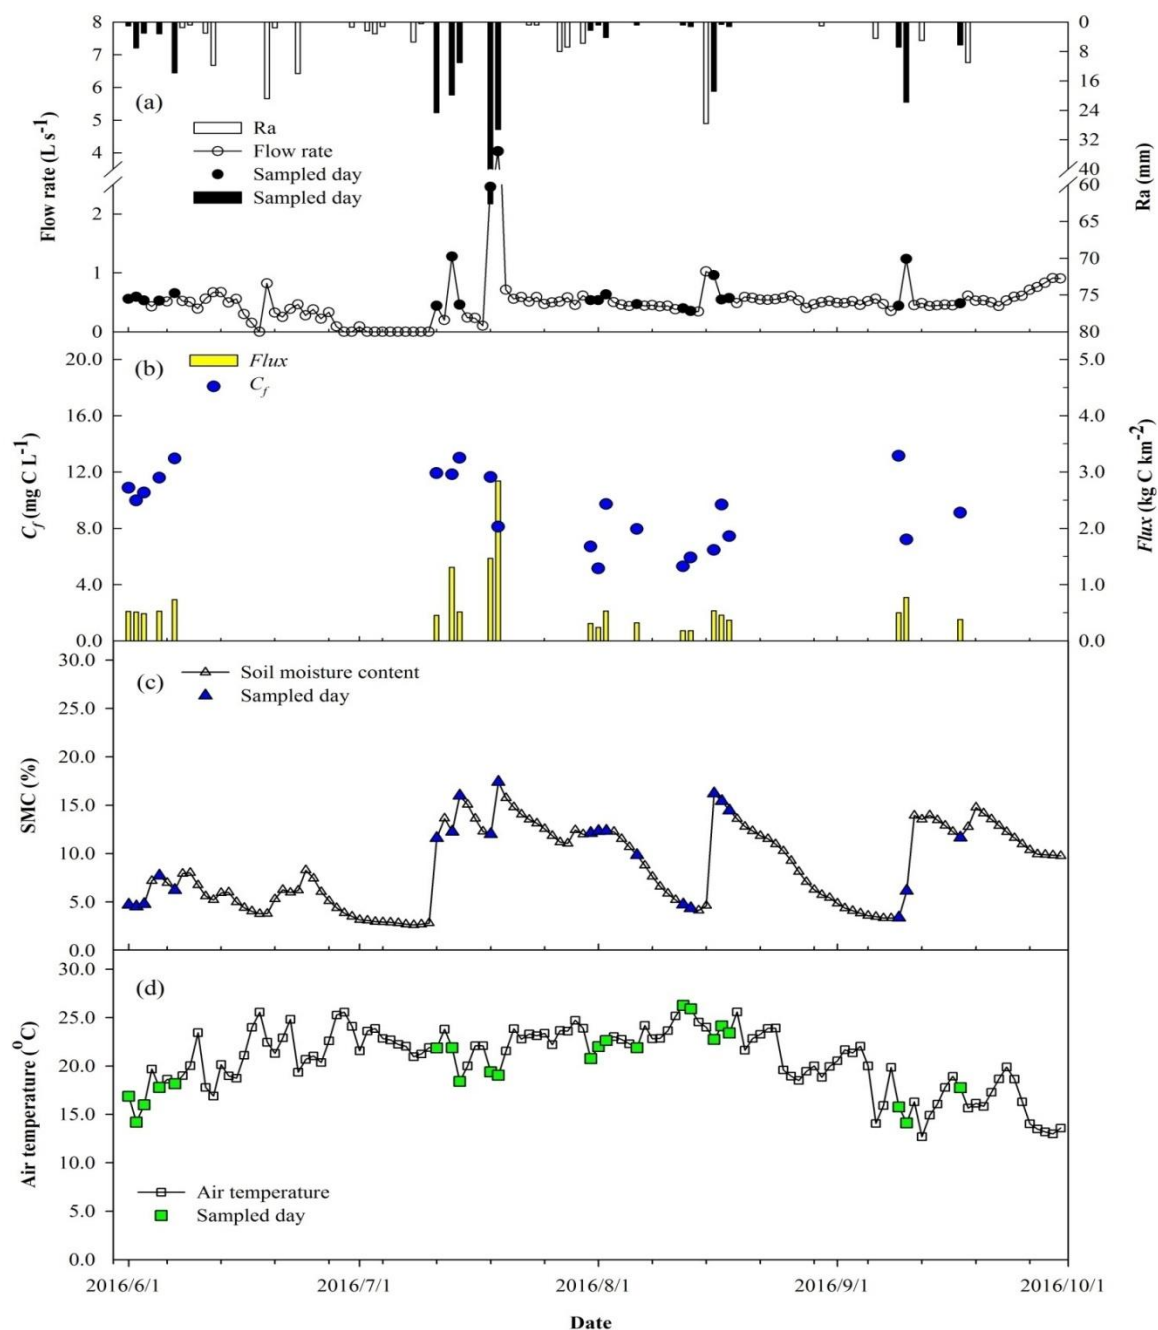 8 0
7 8
6 16
5 24
4 32
40
60
2 65
70
1 75
0 80
Flow rate (L s-1)
Ra (mm)
(a)
Ra
Flow rate
Sampled day
Sampled day
(b)
Flux
Cf
20.0 5.0
16.0 4.0
12.0 3.0
8.0 2.0
4.0 1.0
0.0 0.0
Cf (mg C L-1)
Flux (kg C km-2)
(c)
Soil moisture content
Sampled day
30.0
25.0
20.0
15.0
10.0
5.0
0.0
SMC (%)
(d)
30.0
25.0
20.0
15.0
10.0
5.0
0.0
Air temperature (0C)
Air temperature
Sampled day
2016/6/1 2016/7/1 2016/8/1 2016/9/1 2016/10/1
Date